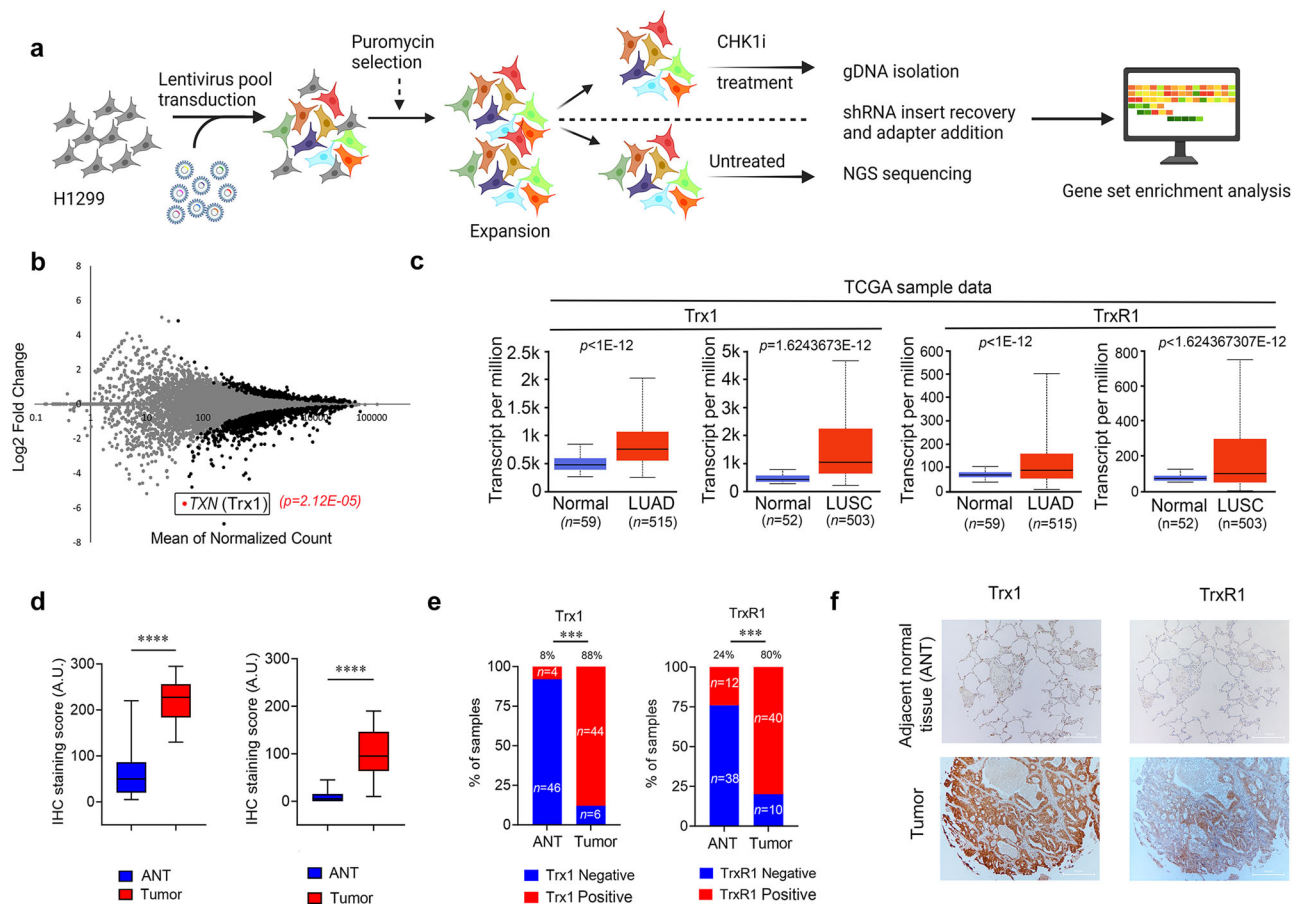 a
Lentivirus pool
transduction
Puromycin
selection
CHK1i
treatment
gDNA isolation
shRNA insert recovery
and adapter addition
NGS sequencing
Untreated
H1299
Expansion
Gene set enrichment analysis
b
Log2 Fold Change
8
6
4
2
0
-2
-4
-6
-8
0.1
1
10
100
10000
100000
TXN (Trx1)
(p=2.12E-05)
Mean of Normalized Count
c
TCGA sample data
Trx1
TrxR1
p<1E-12
p=1.6243673E-12
p<1E-12
p<1.624367307E-12
Transcript per million
2.5k
2k
1.5k
1k
0.5k
0
Normal
(n=59)
LUAD
(n=515)
Transcript per million
5k
4k
3k
2k
1k
0
Normal
(n=52)
LUSC
(n=503)
Transcript per million
600
500
400
300
200
100
0
Normal
(n=59)
LUAD
(n=515)
Transcript per million
800
600
400
200
0
Normal
(n=52)
LUSC
(n=503)
d
IHC staining score (A.U.)
300
200
100
0
****
ANT
Tumor
IHC staining score (A.U.)
300
200
100
0
****
ANT
Tumor
e
Trx1
***
8%
88%
% of samples
100
75
50
25
0
n=4
n=46
n=44
n=6
ANT
Tumor
Trx1 Negative
Trx1 Positive
TrxR1
***
24%
80%
% of samples
100
75
50
25
0
n=12
n=38
n=40
n=10
ANT
Tumor
TrxR1 Negative
TrxR1 Positive
f
Trx1
TrxR1
Adjacent normal
tissue (ANT)
Tumor